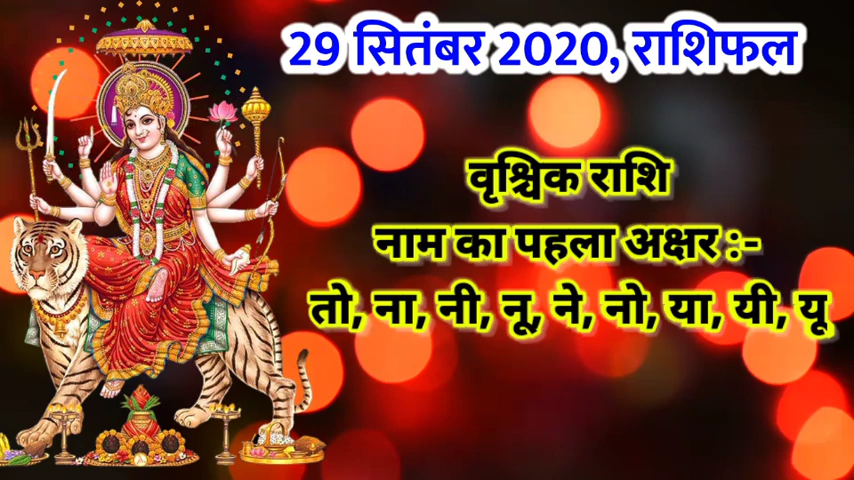 29 सितंबर 2020, राशिफल
वृश्चिक राशि
नाम का पहला अक्षर :-
तो, ना, नी, नू, ने, नो, या, यी, यू